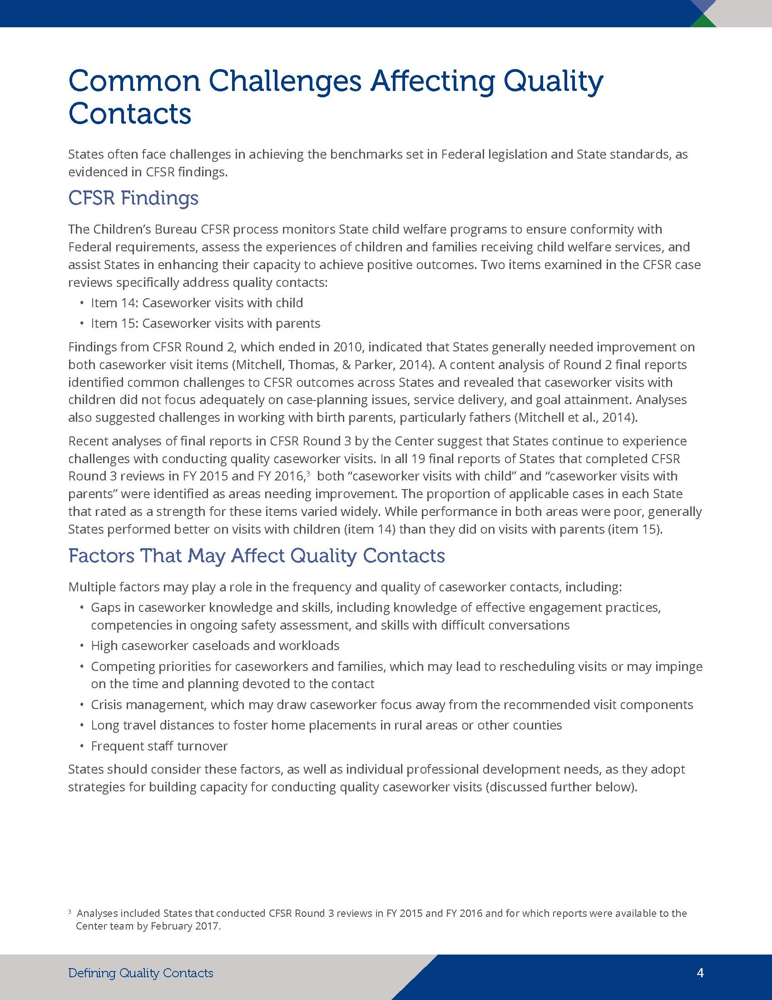 Common Challenges Affecting Quality
Contacts
States often face challenges in achieving the benchmarks set in Federal legislation and State standards, as
evidenced in CFSR findings.
CFSR Findings
The Children’s Bureau CFSR process monitors State child welfare programs to ensure conformity with
Federal requirements, assess the experiences of children and families receiving child welfare services, and
assist States in enhancing their capacity to achieve positive outcomes. Two items examined in the CFSR case
reviews specifically address quality contacts:
• Item 14: Caseworker visits with child
• Item 15: Caseworker visits with parents
Findings from CFSR Round 2, which ended in 2010, indicated that States generally needed improvement on
both caseworker visit items (Mitchell, Thomas, & Parker, 2014). A content analysis of Round 2 final reports
identified common challenges to CFSR outcomes across States and revealed that caseworker visits with
children did not focus adequately on case-planning issues, service delivery, and goal attainment. Analyses
also suggested challenges in working with birth parents, particularly fathers (Mitchell et al., 2014).
Recent analyses of final reports in CFSR Round 3 by the Center suggest that States continue to experience
challenges with conducting quality caseworker visits. In all 19 final reports of States that completed CFSR
Round 3 reviews in FY 2015 and FY 2016,³ both “caseworker visits with child” and “caseworker visits with
parents” were identified as areas needing improvement. The proportion of applicable cases in each State
that rated as a strength for these items varied widely. While performance in both areas were poor, generally
States performed better on visits with children (item 14) than they did on visits with parents (item 15).
Factors That May Affect Quality Contacts
Multiple factors may play a role in the frequency and quality of caseworker contacts, including:
• Gaps in caseworker knowledge and skills, including knowledge of effective engagement practices,
competencies in ongoing safety assessment, and skills with difficult conversations
• High caseworker caseloads and workloads
• Competing priorities for caseworkers and families, which may lead to rescheduling visits or may impinge
on the time and planning devoted to the contact
• Crisis management, which may draw caseworker focus away from the recommended visit components
• Long travel distances to foster home placements in rural areas or other counties
• Frequent staff turnover
States should consider these factors, as well as individual professional development needs, as they adopt
strategies for building capacity for conducting quality caseworker visits (discussed further below).
³ Analyses included States that conducted CFSR Round 3 reviews in FY 2015 and FY 2016 and for which reports were available to the
Center team by February 2017.
Defining Quality Contacts
4